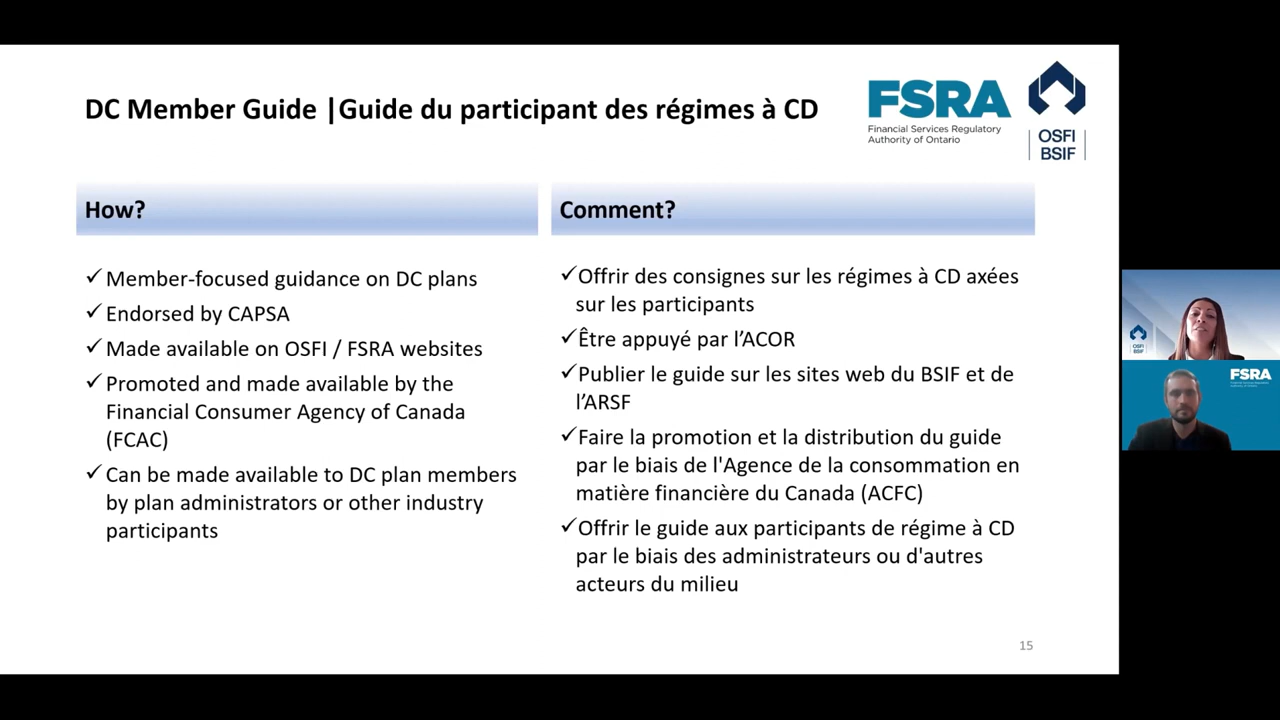 DC Member Guide |Guide du participant des régimes à CD
FSRA
Financial Services Regulatory
Authority of Ontario
OSFI
BSIF
How?
✓Member-focused guidance on DC plans
✓Endorsed by CAPSA
✓Made available on OSFI / FSRA websites
✓Promoted and made available by the
Financial Consumer Agency of Canada
(FCAC)
✓Can be made available to DC plan members
by plan administrators or other industry
participants
Comment?
✓Offrir des consignes sur les régimes à CD axées
sur les participants
✓Être appuyé par l’ACOR
✓Publier le guide sur les sites web du BSIF et de
l’ARSF
✓Faire la promotion et la distribution du guide
par le biais de l'Agence de la consommation en
matière financière du Canada (ACFC)
✓Offrir le guide aux participants de régime à CD
par le biais des administrateurs ou d'autres
acteurs du milieu
15
OSFI
BSIF
FSRA